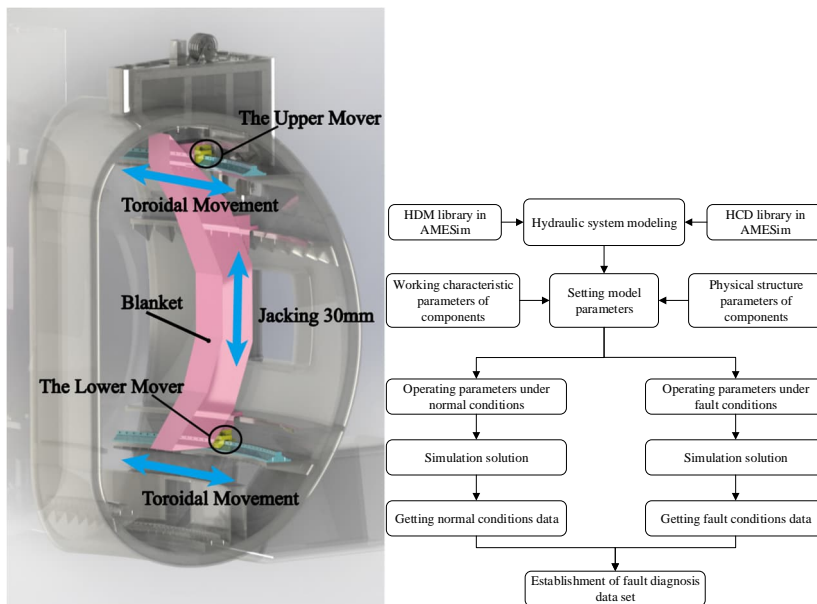 The Upper Mover
Toroidal Movement
Blanket
Jacking 30mm
The Lower Mover
Toroidal Movement
HDM library in
AMESim
Hydraulic system modeling
HCD library in
AMESim
Working characteristic
parameters of
components
Setting model
parameters
Physical structure
parameters of
components
Operating parameters under
normal conditions
Operating parameters under
fault conditions
Simulation solution
Simulation solution
Getting normal conditions data
Getting fault conditions data
Establishment of fault diagnosis
data set